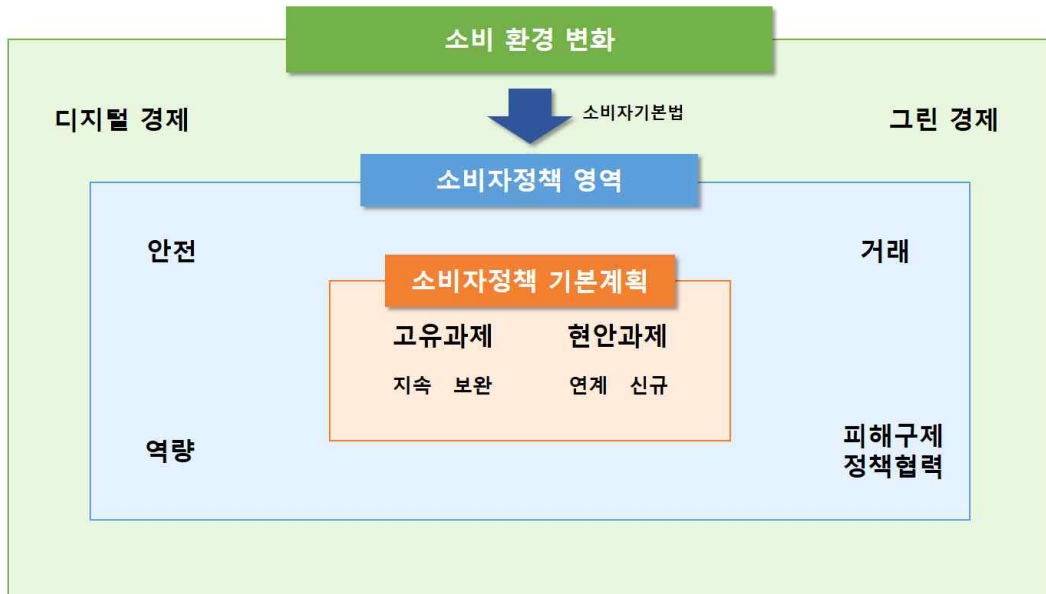 소비 환경 변화
디지털 경제
소비자기본법
그린 경제
소비자정책 영역
안전
거래
소비자정책 기본계획
고유과제 현안과제
지속 보완 연계 신규
역량
피해구제
정책협력